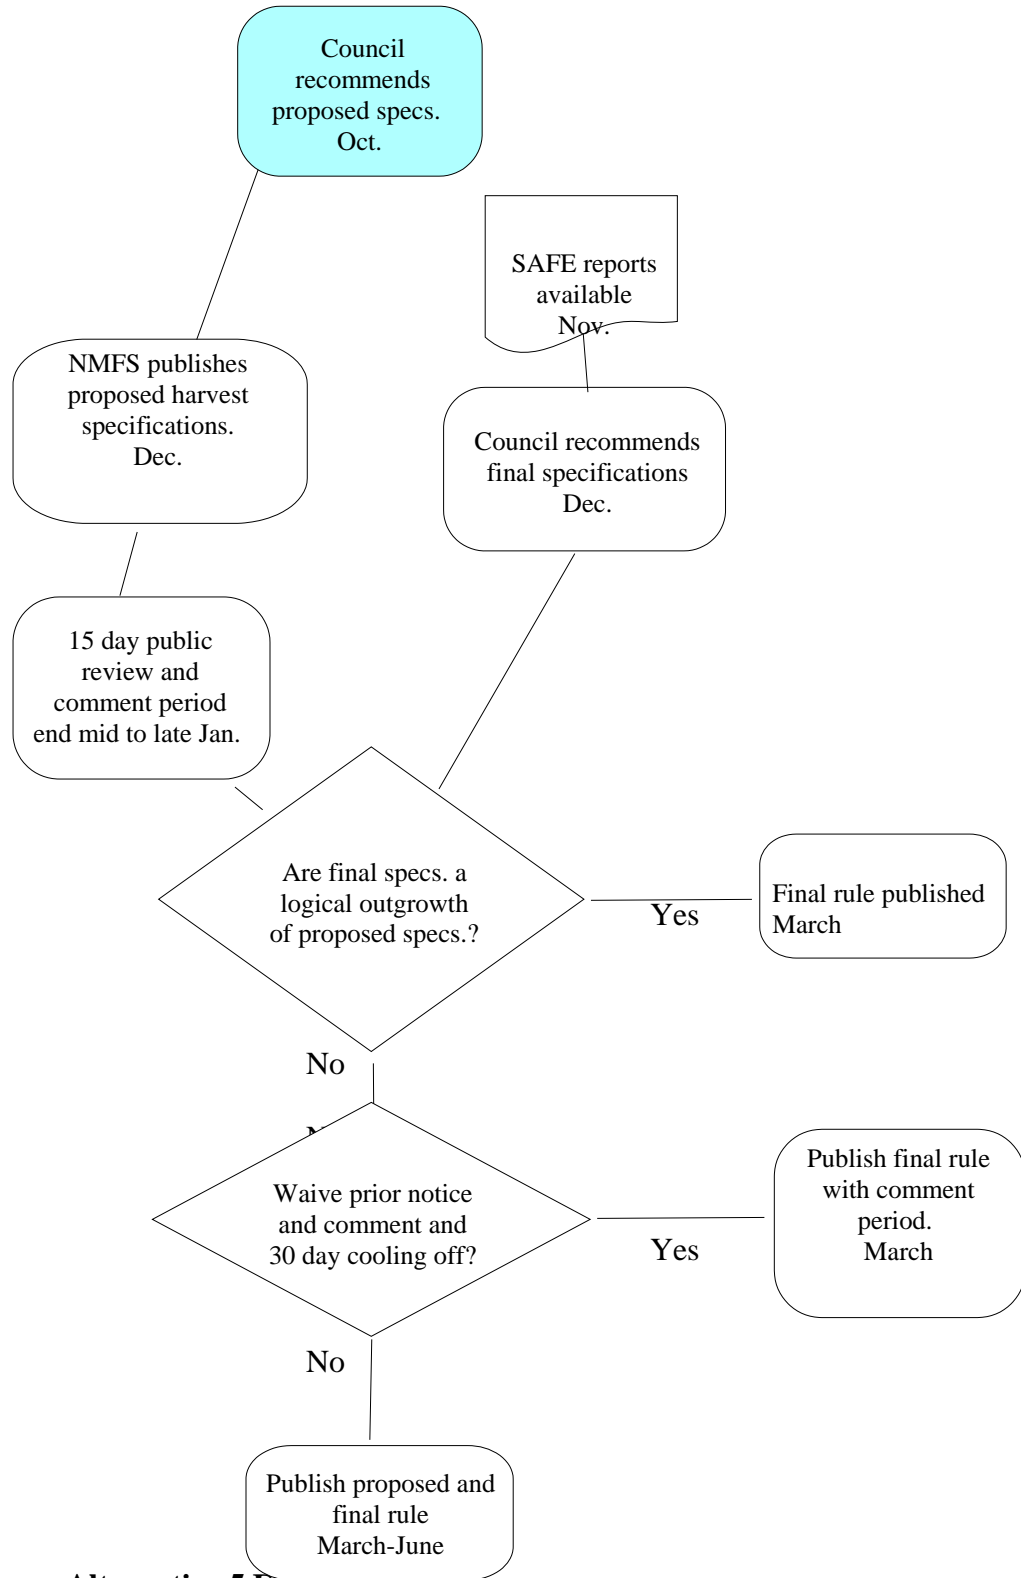 Council
recommends
proposed specs.
Oct.
SAFE reports
available
Nov.
NMFS publishes
proposed harvest
specifications.
Dec.
Council recommends
final specifications
Dec.
15 day public
review and
comment period
end mid to late Jan.
Are final specs. a
logical outgrowth
of proposed specs.?
Yes
Final rule published
March
No
Waive prior notice
and comment and
30 day cooling off?
Yes
Publish final rule
with comment
period.
March
No
Publish proposed and
final rule
March-June